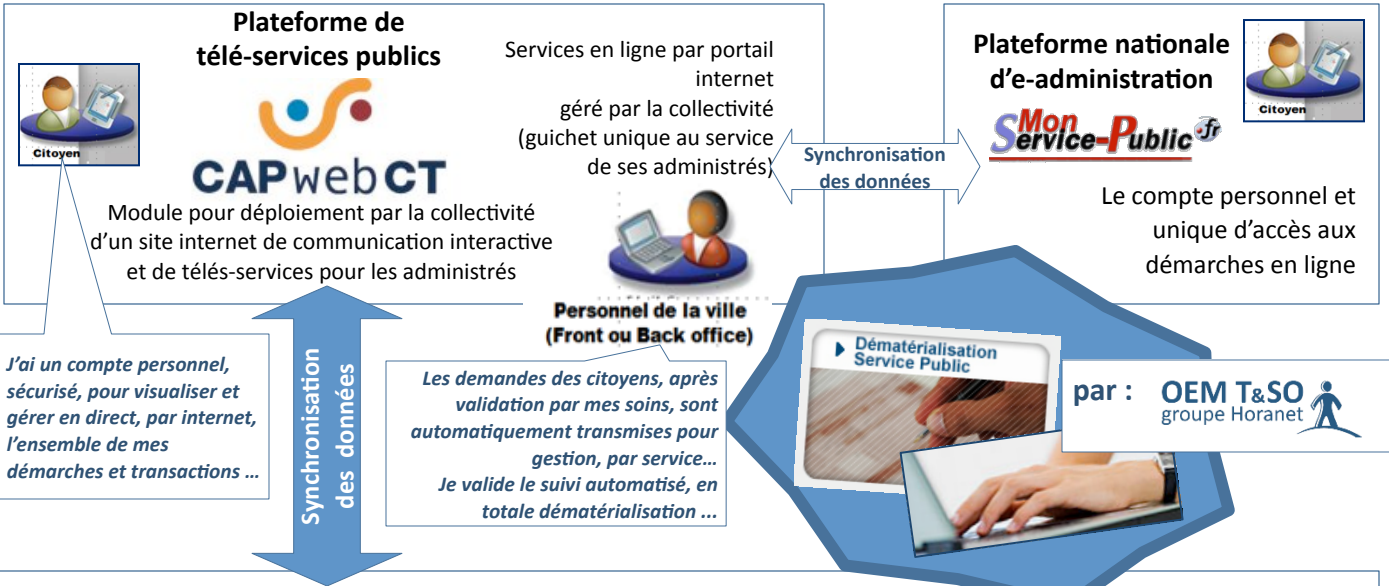 Plateforme de
télé-services publics
Citoyen
CAPwebCT
Module pour déploiement par la collectivité
d'un site internet de communication interactive
et de télés-services pour les administrés
Services en ligne par portail
internet
géré par la collectivité
(guichet unique au service
de ses administrés)
Personnel de la ville
(Front ou Back office)
Synchronisation
des données
Plateforme nationale
d'e-administration
Citoyen
Mon
Service-Public.fr
Le compte personnel et
unique d'accès aux
démarches en ligne
J'ai un compte personnel,
sécurisé, pour visualiser et
gérer en direct, par internet,
l'ensemble de mes
démarches et transactions …
Synchronisation
des données
Les demandes des citoyens, après
validation par mes soins, sont
automatiquement transmises pour
gestion, par service…
Je valide le suivi automatisé, en
totale dématérialisation ...
Dématérialisation
Service Public
par :
OEM T&SO
groupe Horanet